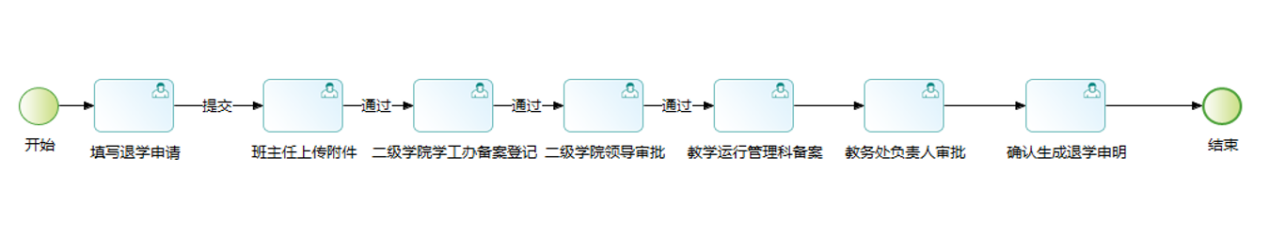 提交
通过
通过
通过
开始
填写退学申请
班主任上传附件
二级学院学工办备案登记
二级学院领导审批
教学运行管理科备案
教务处负责人审批
确认生成退学申明
结束